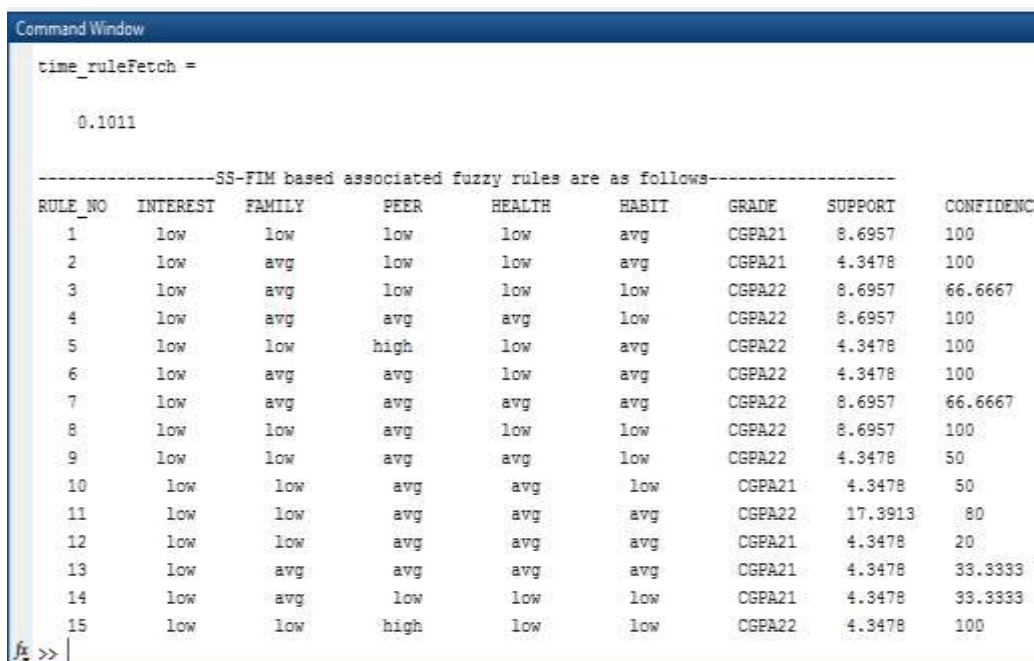 Command Window
time_ruleFetch =
0.1011
------------------SS-FIM based associated fuzzy rules are as follows-------------------
RULE_NO INTEREST FAMILY PEER HEALTH HABIT GRADE SUPPORT CONFIDENC
1 low low low low avg CGPA21 8.6957 100
2 low avg low low avg CGPA21 4.3478 100
3 low avg low low low CGPA22 8.6957 66.6667
4 low avg avg avg low CGPA22 8.6957 100
5 low low high low avg CGPA22 4.3478 100
6 low avg avg low avg CGPA22 4.3478 100
7 low avg avg avg avg CGPA22 8.6957 66.6667
8 low low avg low low CGPA22 8.6957 100
9 low low avg avg low CGPA22 4.3478 50
10 low low avg avg low CGPA21 4.3478 50
11 low low avg avg avg CGPA22 17.3913 80
12 low low avg avg avg CGPA21 4.3478 20
13 low avg avg avg avg CGPA21 4.3478 33.3333
14 low avg low low low CGPA21 4.3478 33.3333
15 low low high low low CGPA22 4.3478 100
fx >>